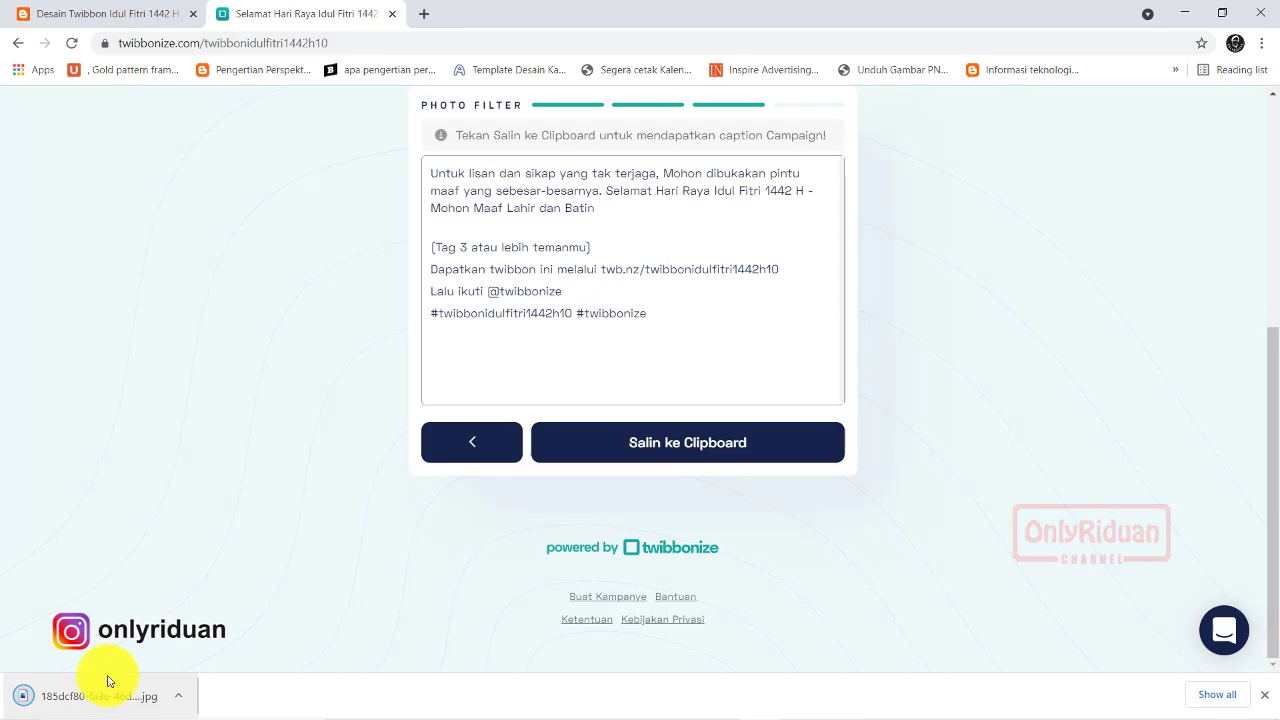 Desain Twibbon Idul Fitri 1442 H
Selamat Hari Raya Idul Fitri 1442
twibbonize.com/twibbonidulfitri1442h10
Apps
, Gold pattern fram...
Pengertian Perspekt...
apa pengertian per...
Template Desain Ka...
Segera cetak Kalen...
Inspire Advertising,...
Unduh Gambar PN...
Informasi teknologi...
»
Reading list
PHOTO FILTER
Tekan Salin ke Clipboard untuk mendapatkan caption Campaign!
Untuk lisan dan sikap yang tak terjaga, Mohon dibukakan pintu
maaf yang sebesar-besarnya. Selamat Hari Raya Idul Fitri 1442 H -
Mohon Maaf Lahir dan Batin
(Tag 3 atau lebih temanmu)
Dapatkan twibbon ini melalui twb.nz/twibbonidulfitri1442h10
Lalu ikuti @twibbonize
#twibbonidulfitri1442h10 #twibbonize
Salin ke Clipboard
OnlyRiduan
CHANNEL
powered by twibbonize
Buat Kampanye Bantuan
Ketentuan Kebijakan Privasi
onlyriduan
185dcf80-fa3e-46d....jpg
Show all